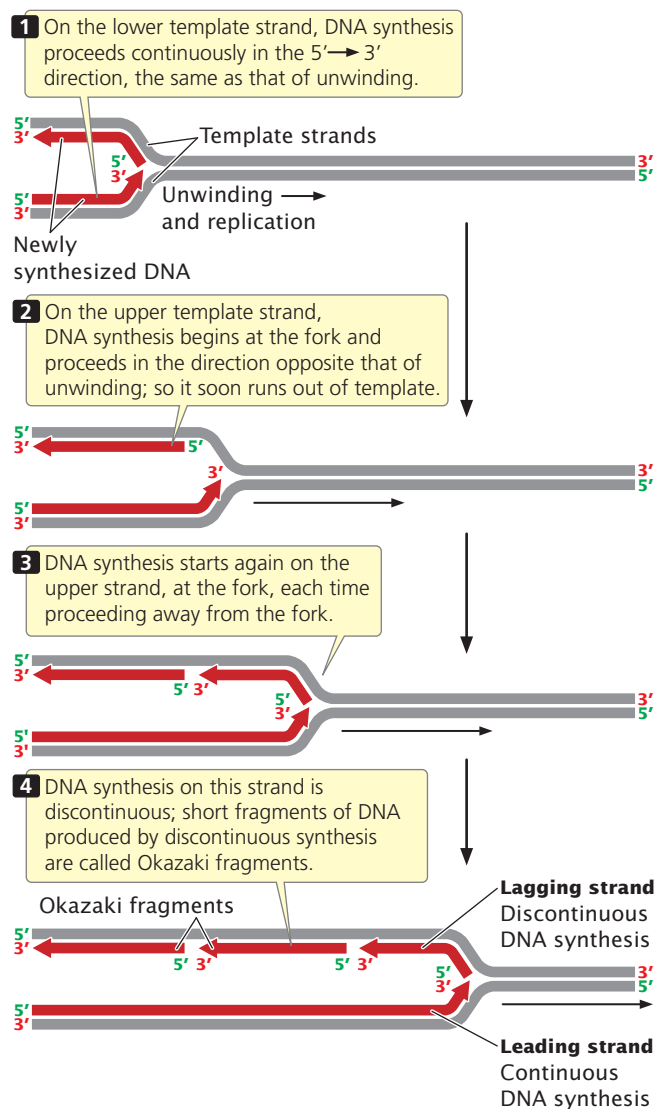 1 On the lower template strand, DNA synthesis
proceeds continuously in the 5′→ 3′
direction, the same as that of unwinding.
5′
3′
Template strands
5′
3′
3′
5′
5′
3′
Unwinding →
and replication
Newly
synthesized DNA
2 On the upper template strand,
DNA synthesis begins at the fork and
proceeds in the direction opposite that of
unwinding; so it soon runs out of template.
5′
3′
5′
3′
3′
5′
5′
3′
3 DNA synthesis starts again on the
upper strand, at the fork, each time
proceeding away from the fork.
5′
3′
5′ 3′
5′
3′
3′
5′
5′
3′
4 DNA synthesis on this strand is
discontinuous; short fragments of DNA
produced by discontinuous synthesis
are called Okazaki fragments.
Okazaki fragments
Lagging strand
Discontinuous
DNA synthesis
5′
3′
5′ 3′
5′ 3′
5′
3′
3′
5′
5′
3′
Leading strand
Continuous
DNA synthesis